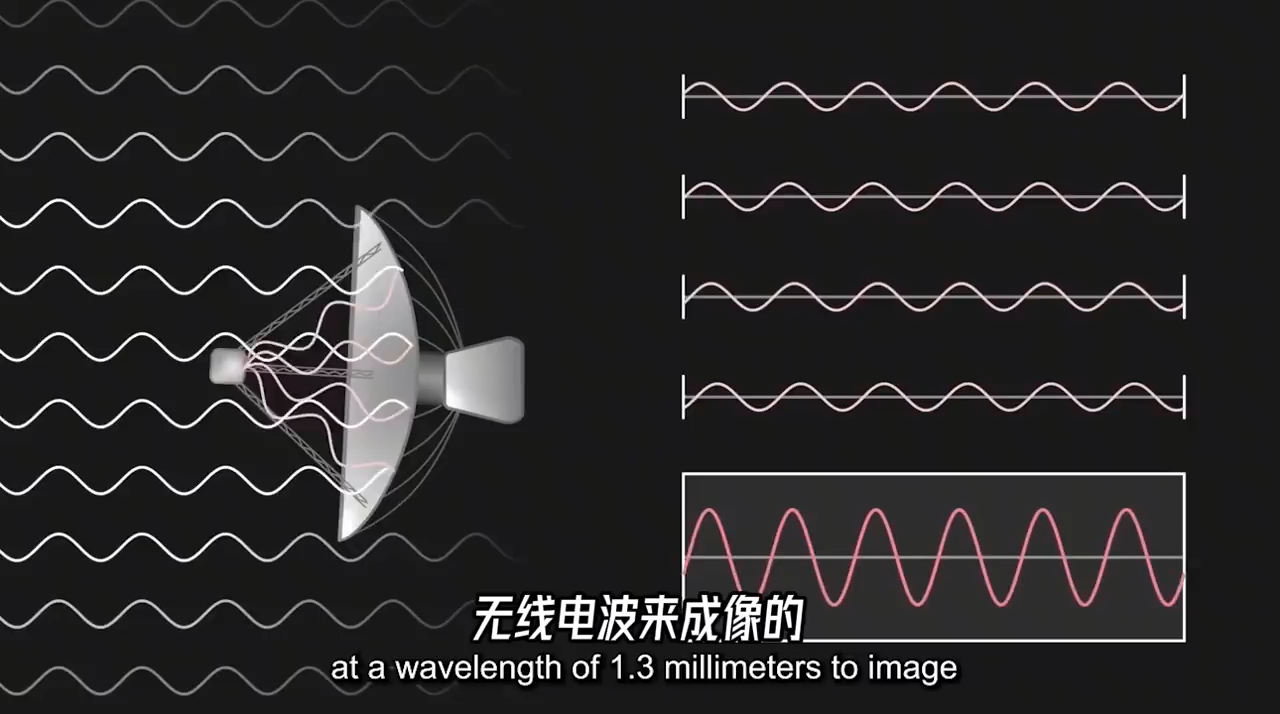 无线电波来成像的
at a wavelength of 1.3 millimeters to image